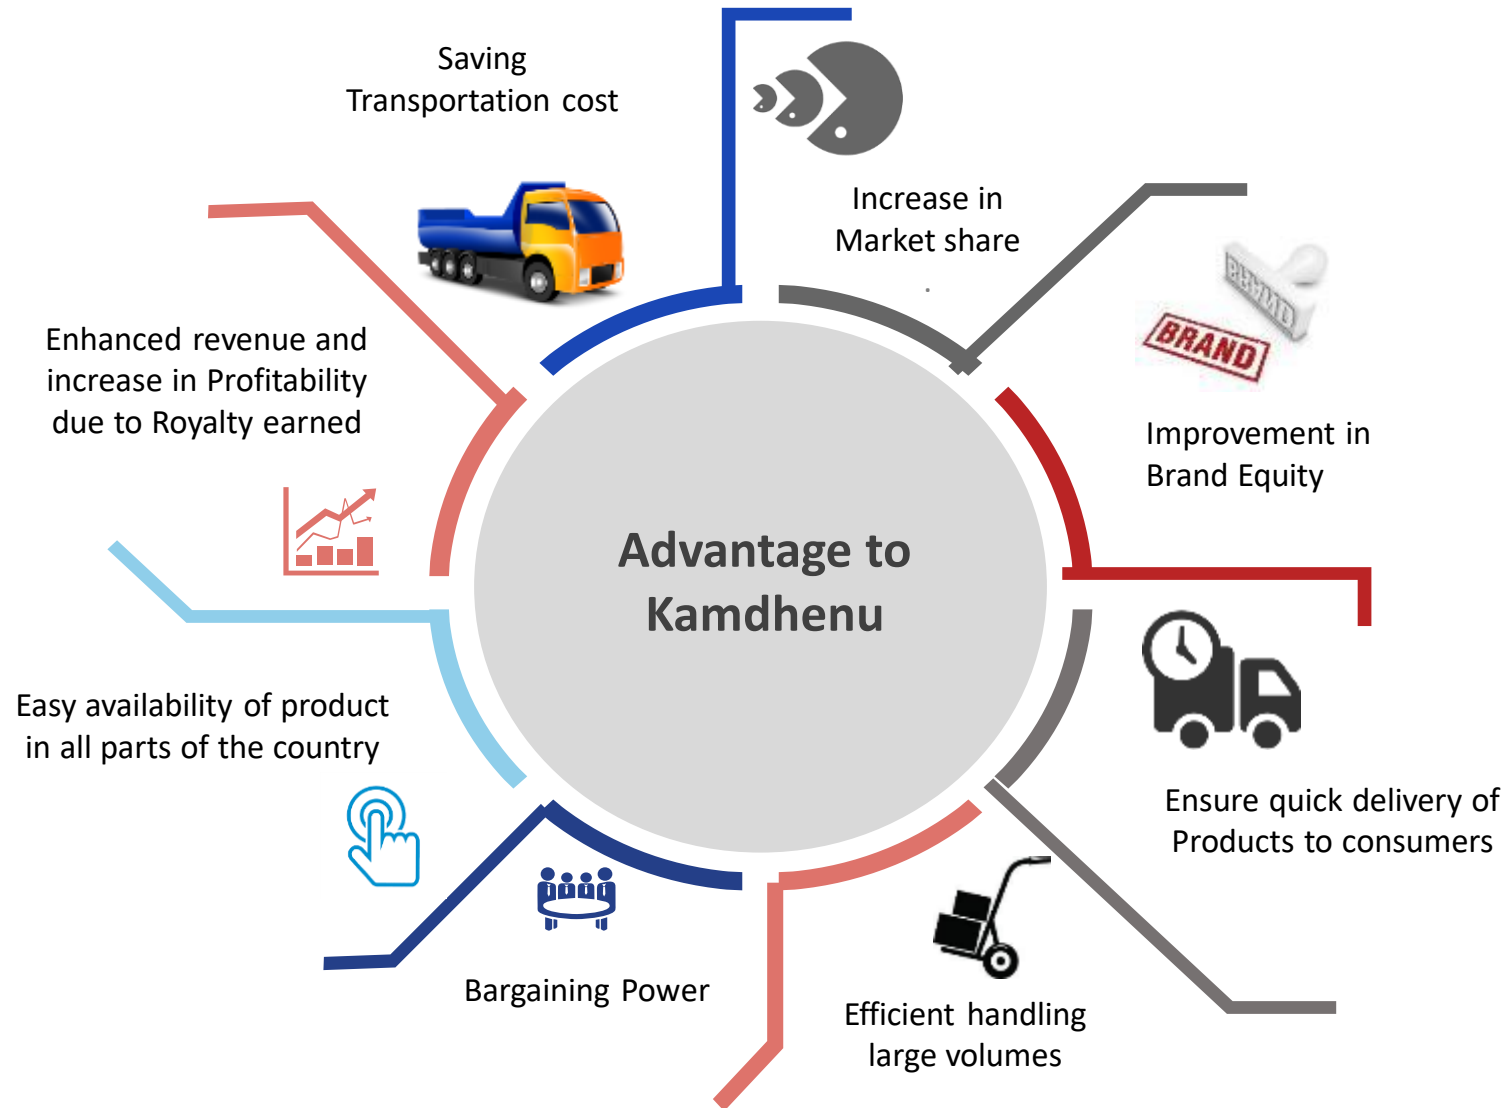 Saving
Transportation cost
Increase in
Market share
.
BRAND
BRAND
Improvement in
Brand Equity
Enhanced revenue and
increase in Profitability
due to Royalty earned
Advantage to
Kamdhenu
Easy availability of product
in all parts of the country
Ensure quick delivery of
Products to consumers
Bargaining Power
Efficient handling
large volumes